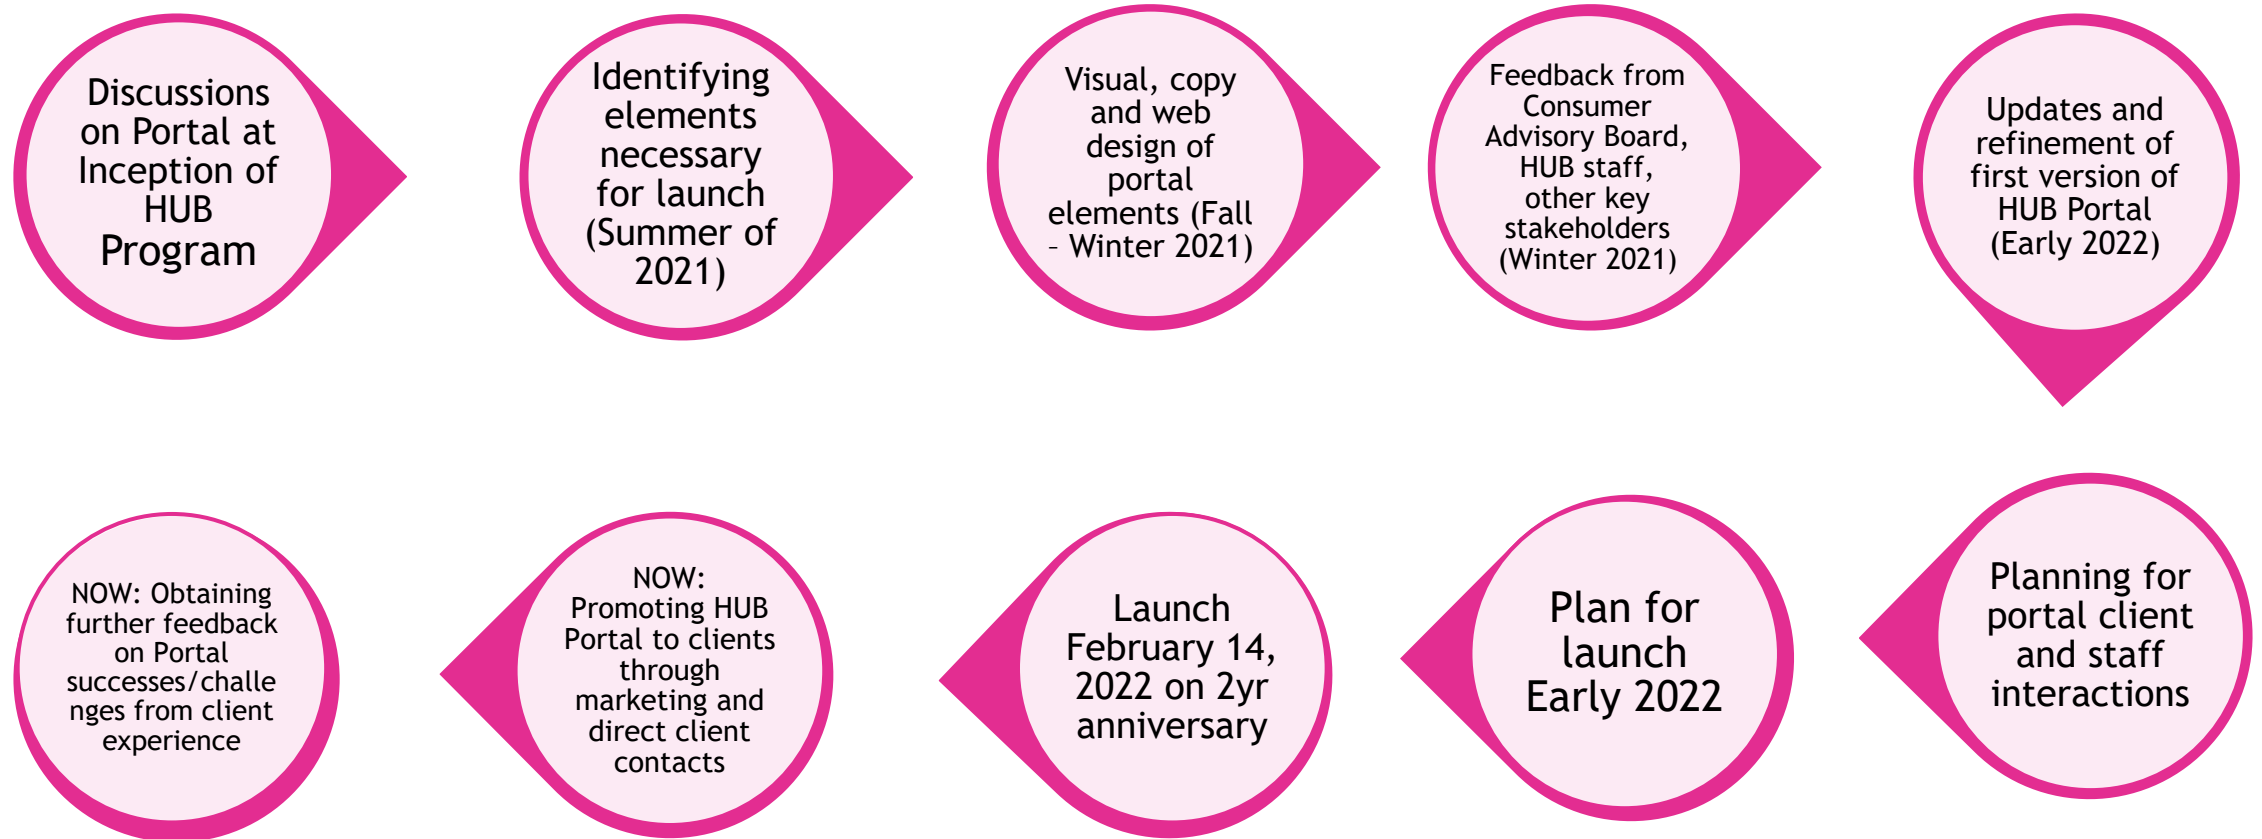 Discussions
on Portal at
Inception of
HUB
Program
Identifying
elements
necessary
for launch
(Summer of
2021)
Visual, copy
and web
design of
portal
elements (Fall
– Winter 2021)
Feedback from
Consumer
Advisory Board,
HUB staff,
other key
stakeholders
(Winter 2021)
Updates and
refinement of
first version of
HUB Portal
(Early 2022)
Planning for
portal client
and staff
interactions
Plan for
launch
Early 2022
Launch
February 14,
2022 on 2yr
anniversary
NOW:
Promoting HUB
Portal to clients
through
marketing and
direct client
contacts
NOW: Obtaining
further feedback
on Portal
successes/challe
nges from client
experience